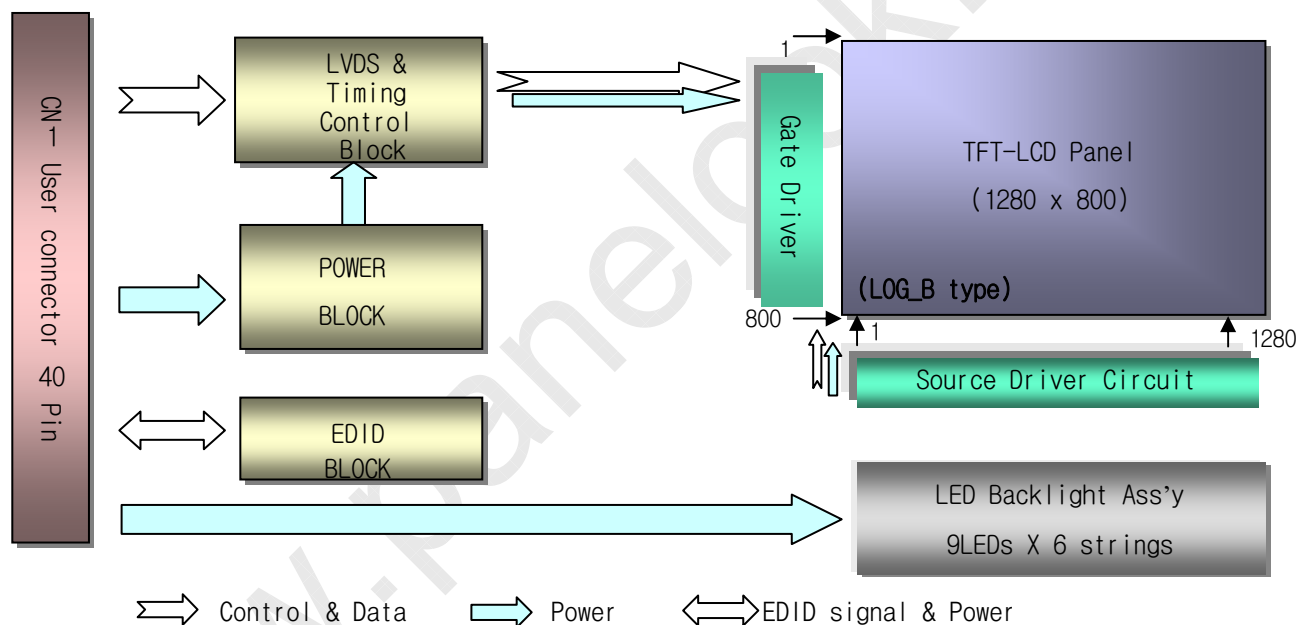 CN- User connector 40 Pin
LVDS &
Timing
Control
Block
POWER
BLOCK
EDID
BLOCK
1
Gate Driver
800
TFT-LCD Panel
(1280 x 800)
(LOG_B type)
1
1280
Source Driver Circuit
LED Backlight Ass’y
9LEDs X 6 strings
Control & Data
Power
EDID signal & Power